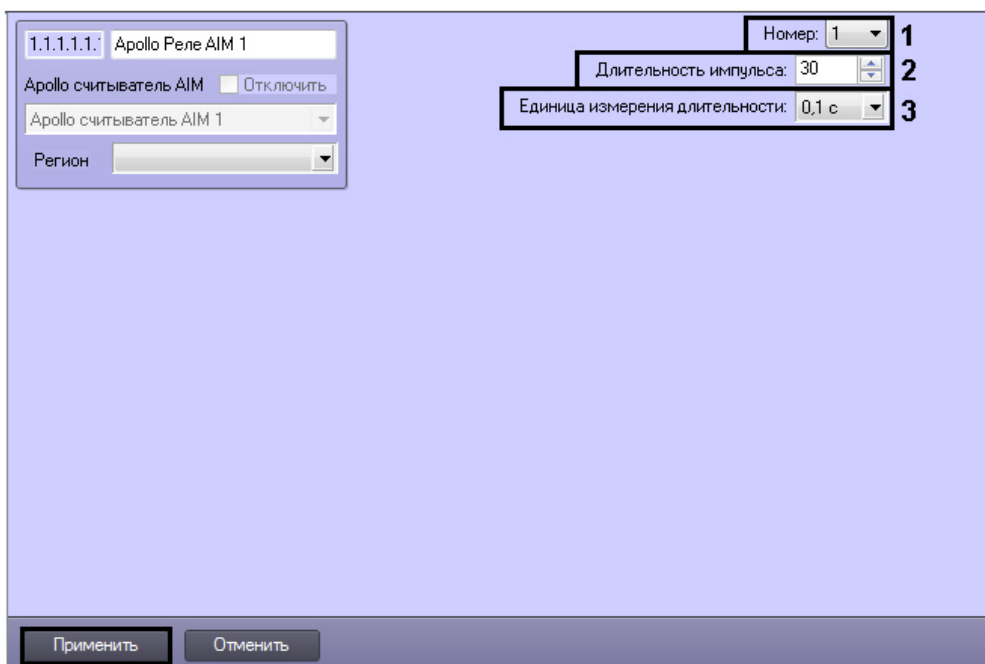 1.1.1.1.1. Apollo Реле AIM 1
Apollo считыватель AIM Отключить
Apollo считыватель AIM 1
Регион
Номер: 1 1
Длительность импульса: 30 2
Единица измерения длительности: 0,1 с 3
Применить Отменить